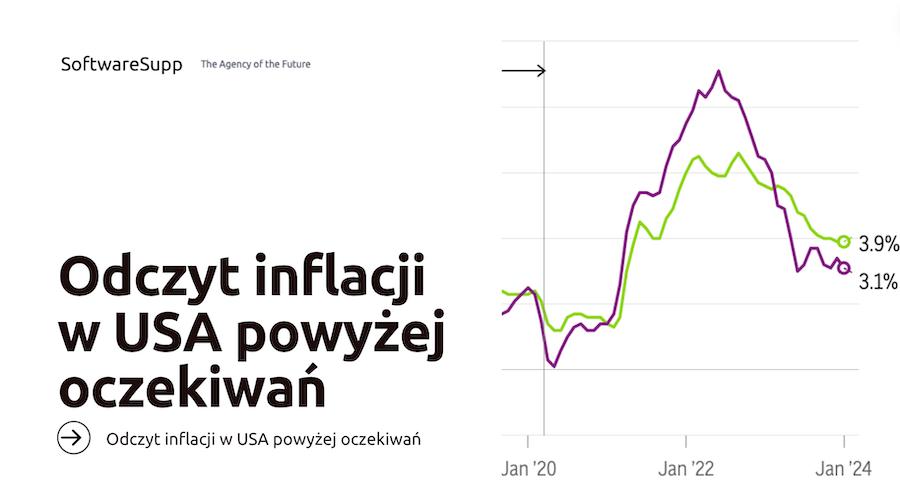 SoftwareSupp The Agency of the Future
Odczyt inflacji
w USA powyżej
oczekiwań
Odczyt inflacji w USA powyżej oczekiwań
3.9%
3.1%
Jan ’20 Jan ’22 Jan ’24